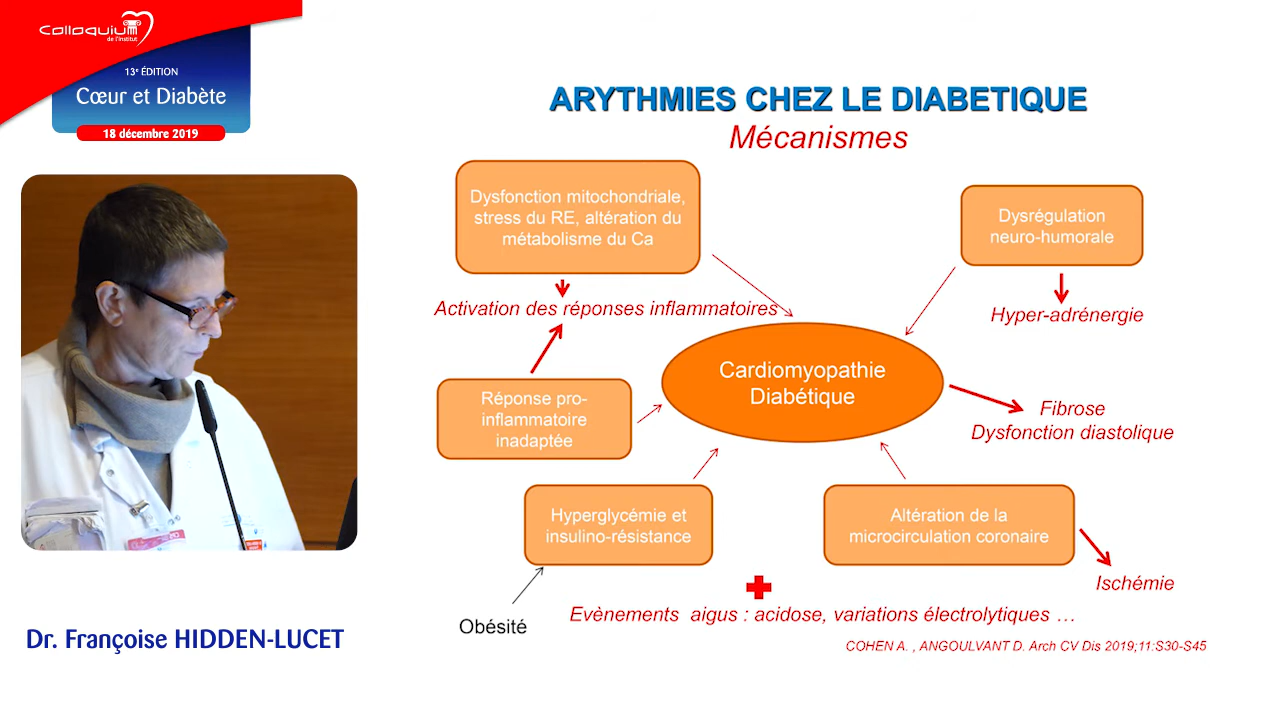 Colloquium
de l'Institut
13e ÉDITION
Cœur et Diabète
18 décembre 2019
ARYTHMIES CHEZ LE DIABETIQUE
Mécanismes
Dysfonction mitochondriale,
stress du RE, altération du
métabolisme du Ca
Dysrégulation
neuro-humorale
Activation des réponses inflammatoires
Hyper-adrénergie
Cardiomyopathie
Diabétique
Réponse pro-
inflammatoire
inadaptée
Fibrose
Dysfonction diastolique
Hyperglycémie et
insulino-résistance
Altération de la
microcirculation coronaire
Ischémie
Evènements aigus : acidose, variations électrolytiques …
Obésité
Dr. Françoise HIDDEN-LUCET
COHEN A. , ANGOULVANT D. Arch CV Dis 2019;11:S30-S45